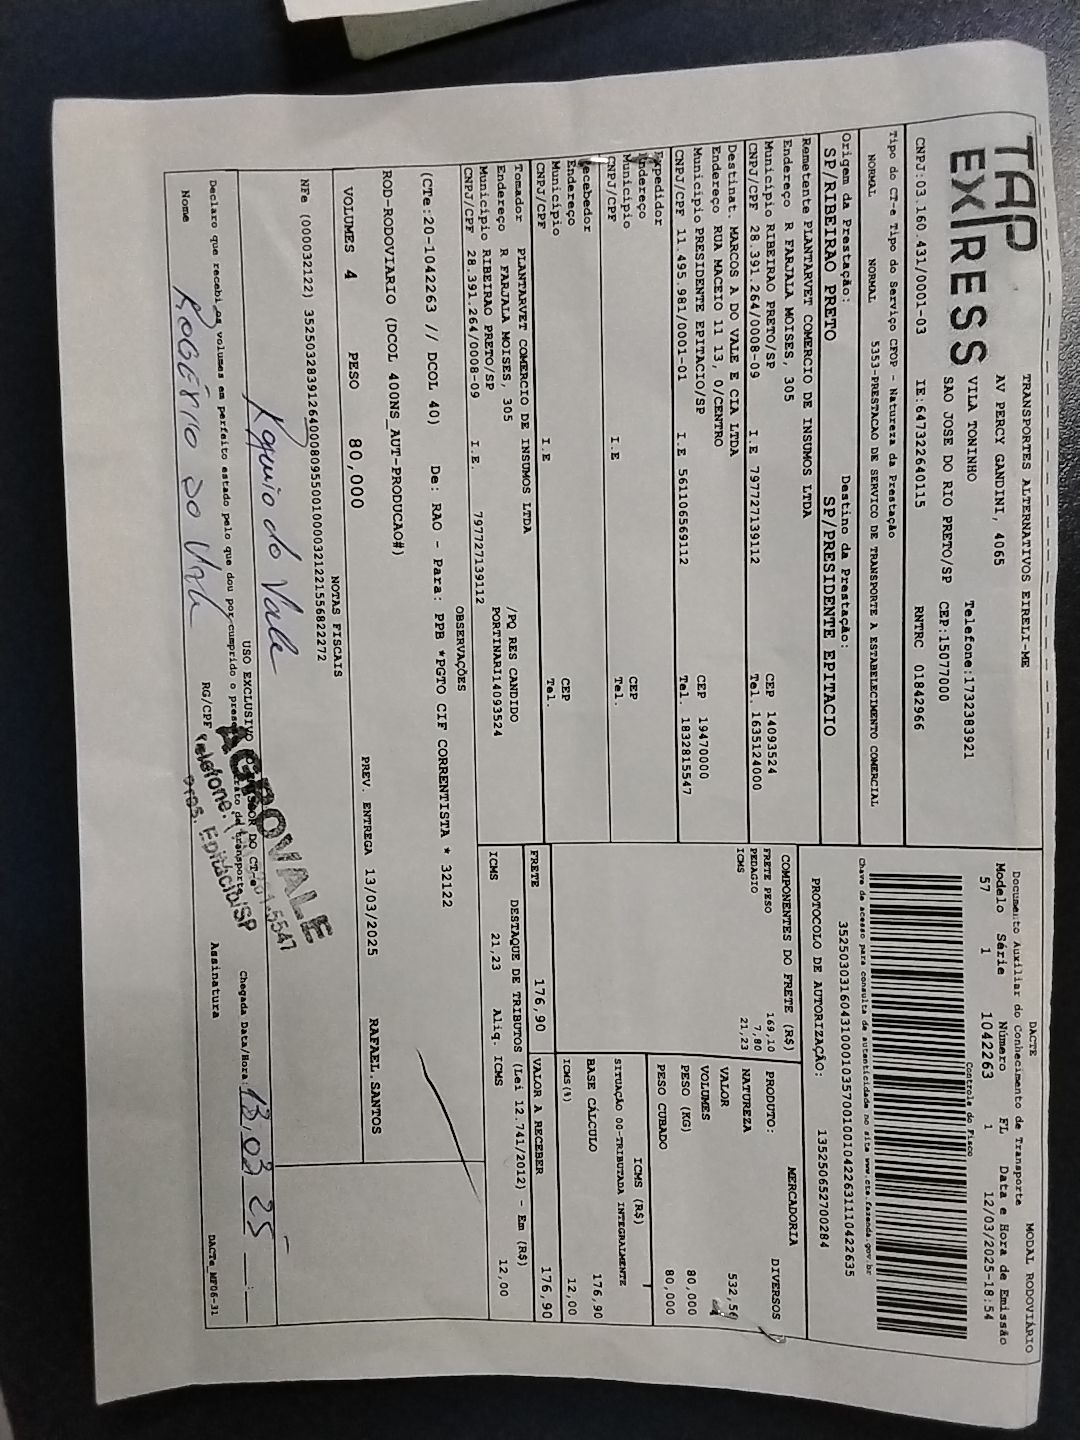 TAP
EXPRESS
TRANSPORTES ALTERNATIVOS EIRELI-ME
AV PERCY GANDINI, 4065
VILA TONINHO Telefone:1732383921
SAO JOSE DO RIO PRETO/SP CEP:15077000
CNPJ:03.160.431/0001-03 IE:647322640115 RNTRC 01842966
DACTE MODAL RODOVIÁRIO
Documento Auxiliar do Conhecimento de Transporte
Modelo Série Número FL Data e Hora de Emissão
57 1 1042263 1 12/03/2025-18:54
Controle do Fisco
Chave de acesso para consulta de autenticidade no site www.cte.fazenda.gov.br
PROTOCOLO DE AUTORIZAÇÃO: 135250652700284
Tipo do CT-e Tipo do Serviço CFOP - Natureza da Prestação
NORMAL NORMAL 5353-PRESTACAO DE SERVICO DE TRANSPORTE A ESTABELECIMENTO COMERCIAL
Origem da Prestação: Destino da Prestação:
SP/RIBEIRAO PRETO SP/PRESIDENTE EPITACIO
Remetente PLANTARVET COMERCIO DE INSUMOS LTDA
Endereço R FARJALA MOISES, 305 CEP 14093524
Município RIBEIRAO PRETO/SP Tel. 1635124000
CNPJ/CPF 28.391.264/0008-09 I.E 797727139112
Destinat. MARCOS A DO VALE E CIA LTDA
Endereço RUA MACEIO 11 13, 0/CENTRO CEP 19470000
Município PRESIDENTE EPITACIO/SP Tel. 1832815547
CNPJ/CPF 11.495.981/0001-01 I.E 561106569112
Expedidor
Endereço CEP
Município Tel.
CNPJ/CPF I.E
Recebedor
Endereço CEP
Município Tel.
CNPJ/CPF I.E
Tomador PLANTARVET COMERCIO DE INSUMOS LTDA
Endereço R FARJALA MOISES, 305 /PQ RES CANDIDO
Município RIBEIRAO PRETO/SP PORTINARI14093524
CNPJ/CPF 28.391.264/0008-09 I.E. 797727139112
COMPONENTES DO FRETE (R$)
FRETE PESO 169,10
PEDAGIO 7,80
ICMS 21,23
PRODUTO: MERCADORIA
NATUREZA DIVERSOS
VALOR 532,50
VOLUMES
PESO (KG) 80,000
PESO CUBADO 80,000
ICMS (R$)
SITUAÇÃO 00-TRIBUTADA INTEGRALMENTE
BASE CÁLCULO 176,90
ICMS(%) 12,00
FRETE 176,90 VALOR A RECEBER 176,90
DESTAQUE DE TRIBUTOS (Lei 12.741/2012) - Em (R$)
ICMS 21,23 Aliq. ICMS 12,00
OBSERVAÇÕES
(CTe:20-1042263 // DCOL 40) De: RAO - Para: PPB *PGTO CIF CORRENTISTA * 32122
ROD-RODOVIARIO (DCOL 400NS_AUT-PRODUCAO#)
VOLUMES 4 PESO 80,000 PREV. ENTREGA 13/03/2025 RAFAEL.SANTOS
NOTAS FISCAIS
USO EXCLUSIVO DO EMISSOR DO CT-e
Declaro que recebi os volumes em perfeito estado pelo que dou por cumprido o presente contrato de transporte
Rogério do Vale
Chegada Data/Hora: 13.03.25
Nome ROGÉRIO DO VALE RG/CPF Assinatura DACTe_MF06-31
AGROVALE
Telefone: 5547
Pres. Epitácio/SP